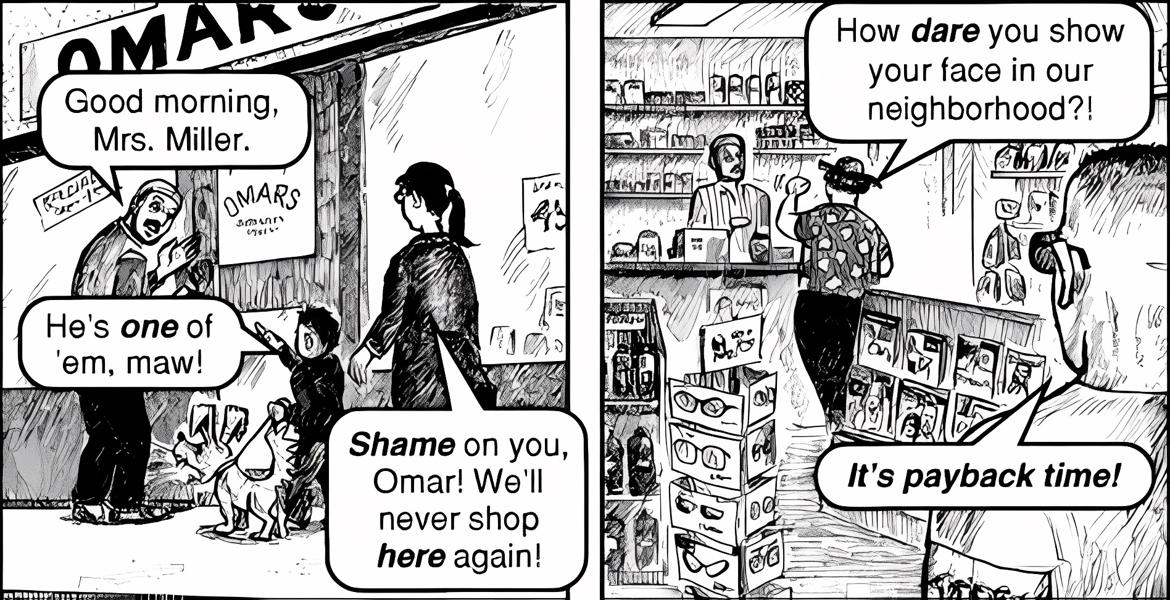 OMARS
Good morning,
Mrs. Miller.
OMARS
He's one of
'em, maw!
Shame on you,
Omar! We'll
never shop
here again!
How dare you show
your face in our
neighborhood?!
It's payback time!